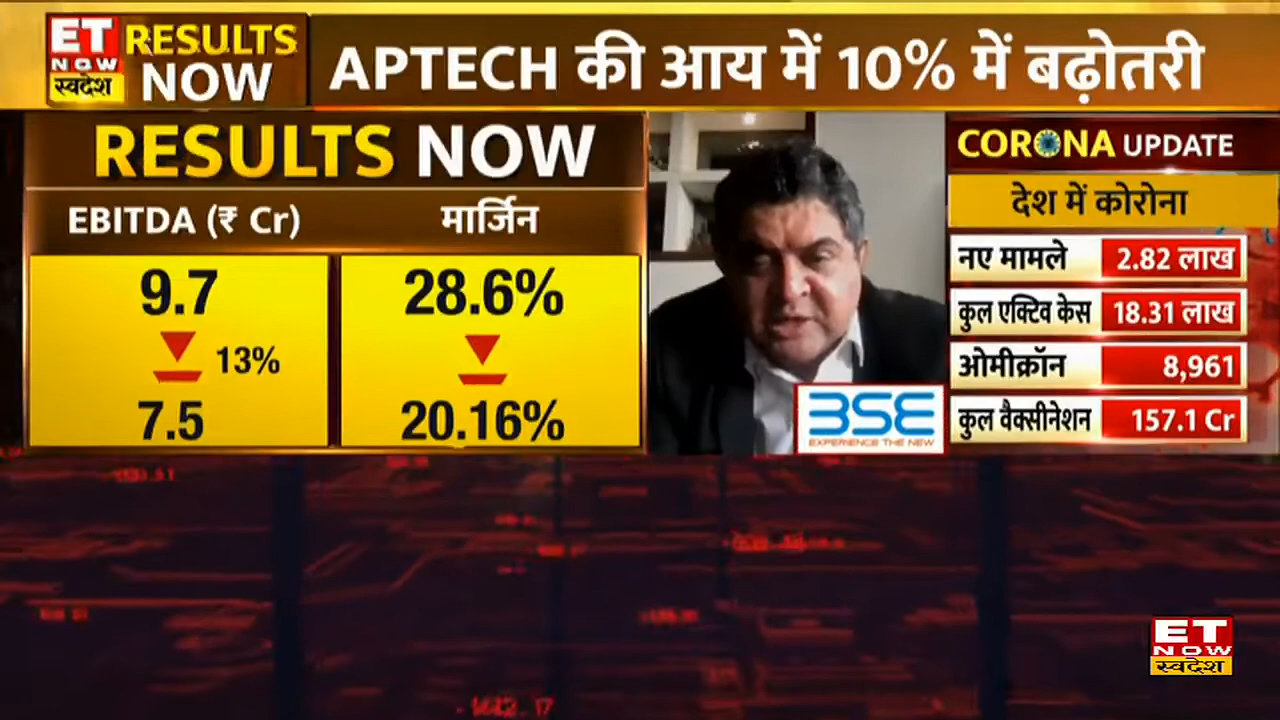 ET NOW स्वदेश
RESULTS NOW
APTECH की आय में 10% में बढ़ोतरी
RESULTS NOW
EBITDA (₹ Cr)
मार्जिन
9.7
28.6%
13%
7.5
20.16%
BSE
EXPERIENCE THE NEW
CORONA UPDATE
देश में कोरोना
नए मामले 2.82 लाख
कुल एक्टिव केस 18.31 लाख
ओमीक्रॉन 8,961
कुल वैक्सीनेशन 157.1 Cr
ET NOW स्वदेश